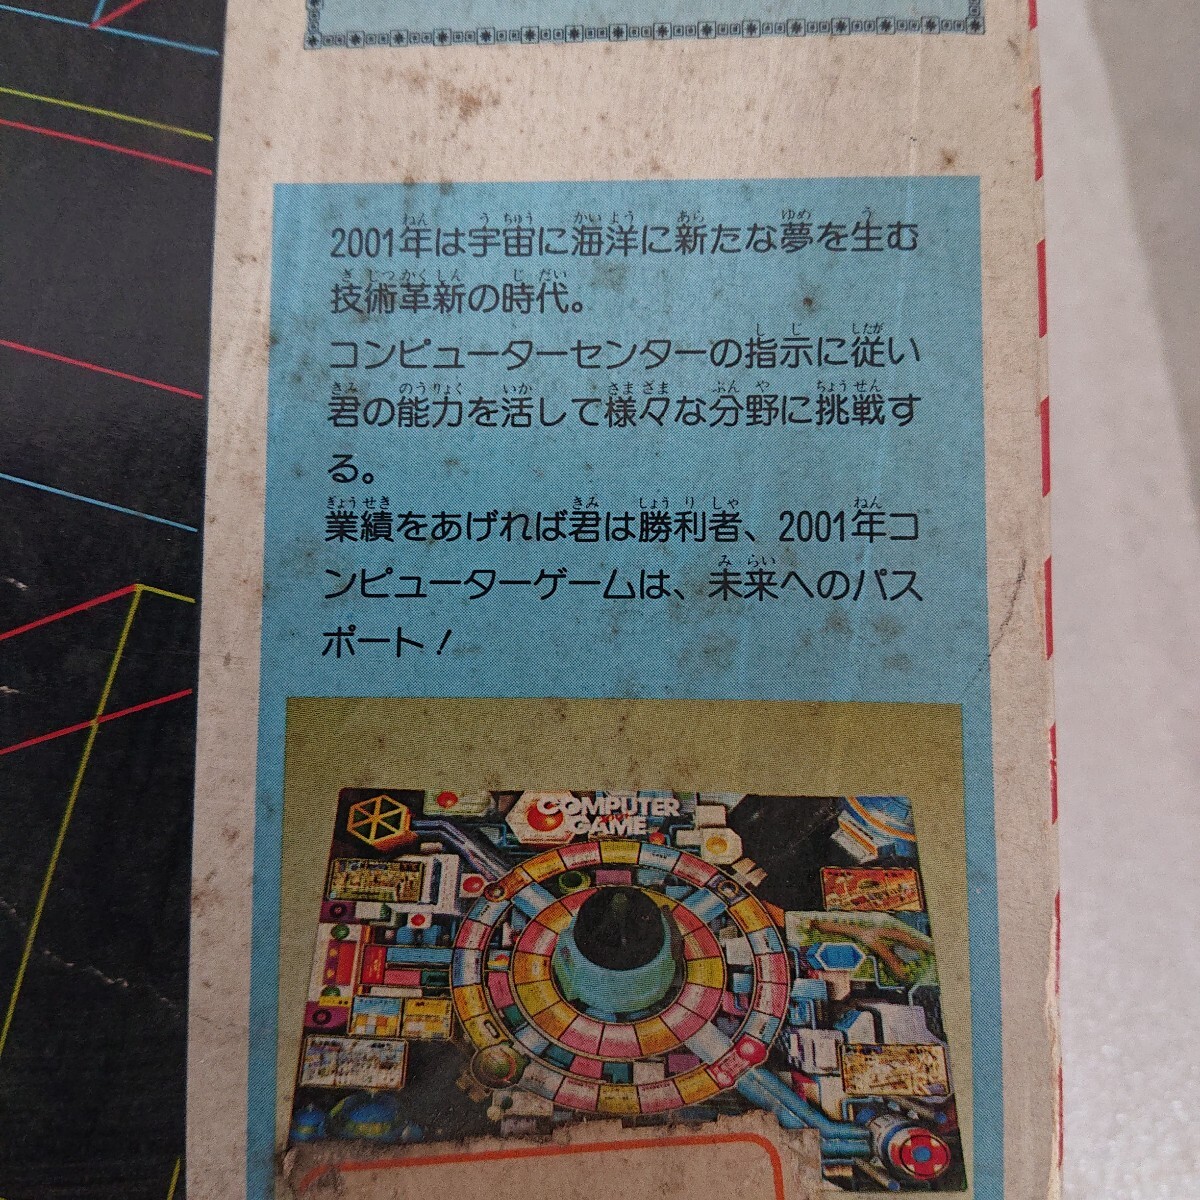 2001年は宇宙に海洋に新たな夢を生む
技術革新の時代。
コンピューターセンターの指示に従い
君の能力を活して様々な分野に挑戦す
る。
業績をあげれば君は勝利者、2001年コ
ンピューターゲームは、未来へのパス
ポート！
COMPUTER
GAME